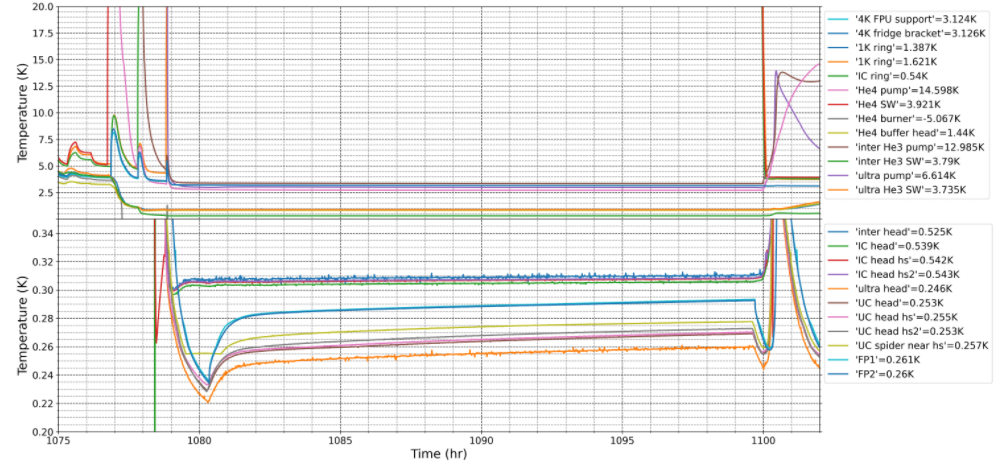 20.0
17.5
15.0
12.5
10.0
7.5
5.0
2.5
Temperature (K)
'4K FPU support'=3.124K
'4K fridge bracket'=3.126K
'1K ring'=1.387K
'1K ring'=1.621K
'IC ring'=0.54K
'He4 pump'=14.598K
'He4 SW'=3.921K
'He4 burner'=-5.067K
'He4 buffer head'=1.44K
'inter He3 pump'=12.985K
'inter He3 SW'=3.79K
'ultra pump'=6.614K
'ultra He3 SW'=3.735K
0.34
0.32
0.30
0.28
0.26
0.24
0.22
0.20
Temperature (K)
'inter head'=0.525K
'IC head'=0.539K
'IC head hs'=0.542K
'IC head hs2'=0.543K
'ultra head'=0.246K
'UC head'=0.253K
'UC head hs'=0.255K
'UC head hs2'=0.253K
'UC spider near hs'=0.257K
'FP1'=0.261K
'FP2'=0.26K
1075
1080
1085
1090
1095
1100
Time (hr)